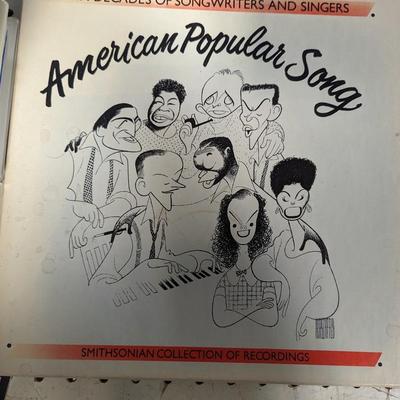 DECADES OF SONGWRITERS AND SINGERS
American Popular Song
SMITHSONIAN COLLECTION OF RECORDINGS